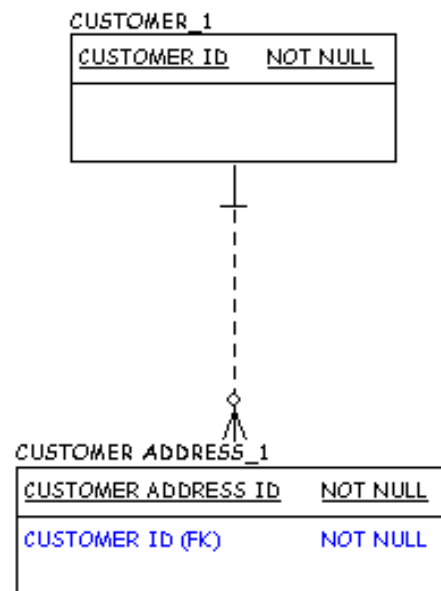 CUSTOMER_1
CUSTOMER ID NOT NULL
CUSTOMER ADDRESS_1
CUSTOMER ADDRESS ID NOT NULL
CUSTOMER ID (FK) NOT NULL